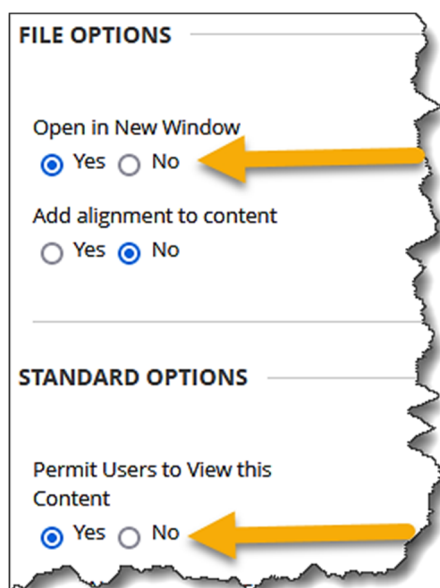 FILE OPTIONS
Open in New Window
Yes No
Add alignment to content
Yes No
STANDARD OPTIONS
Permit Users to View this
Content
Yes No